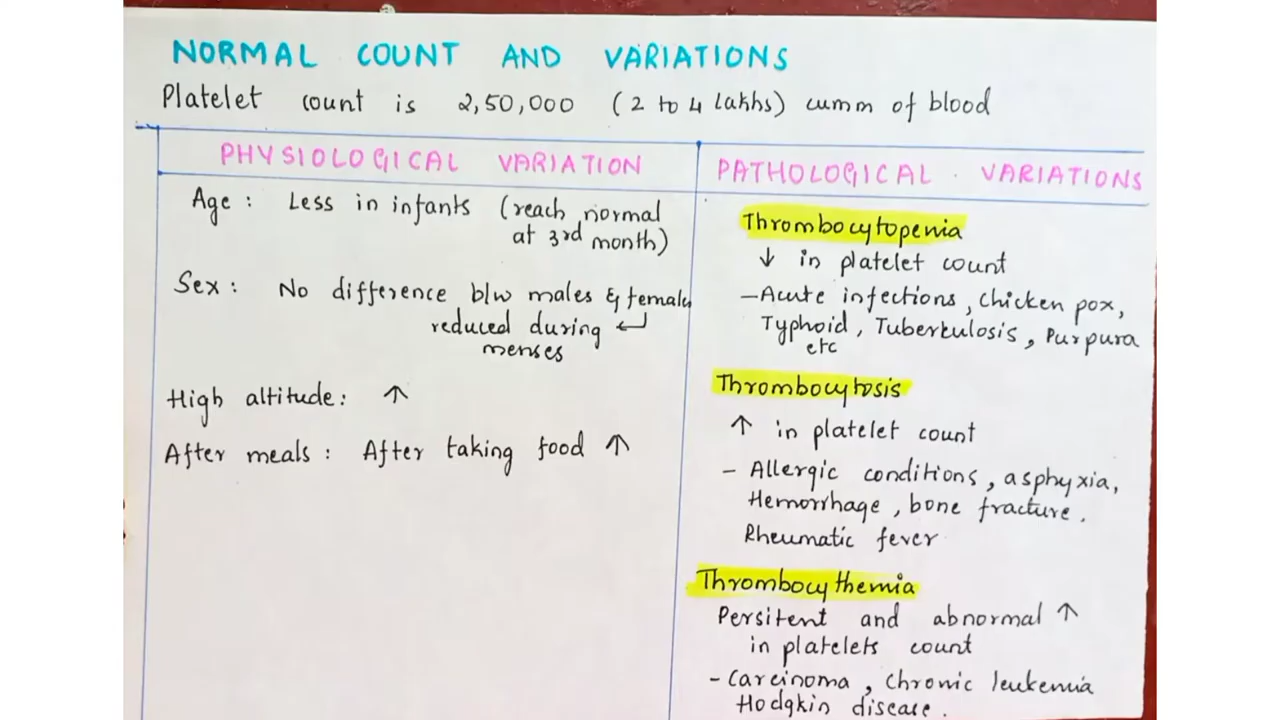 NORMAL COUNT AND VARIATIONS
Platelet count is 2,50,000 (2 to 4 lakhs) cumm of blood
PHYSIOLOGICAL VARIATION
Age: Less in infants (reach normal
at 3rd month)
Sex: No difference b/w males & females
reduced during ↵
menses
High altitude: ↑
After meals: After taking food ↑
PATHOLOGICAL VARIATIONS
Thrombocytopenia
↓ in platelet count
- Acute infections, chicken pox,
Typhoid, Tuberkulosis, Purpura
etc
Thrombocytosis
↑ in platelet count
- Allergic conditions, asphyxia,
Hemorrhage, bone fracture.
Rheumatic fever
Thrombocythemia
Persitent and abnormal ↑
in platelets count
- Carcinoma, Chronic leukemia
Hodgkin disease.